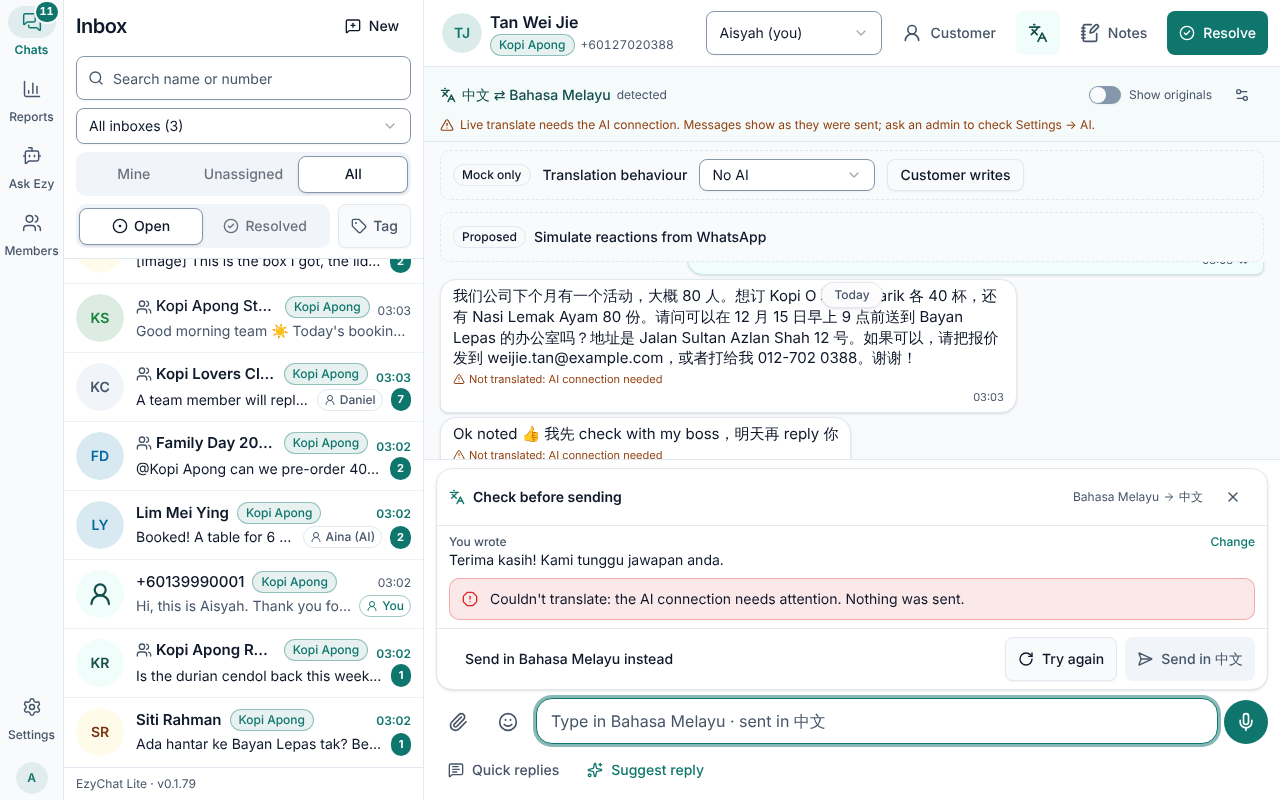 11
Chats
Reports
Ask Ezy
Members
Settings
A
Inbox
New
Search name or number
All inboxes (3)
Mine
Unassigned
All
Open
Resolved
Tag
[Image] This is the box I got, the lid...
2
KS
Kopi Apong St...
Kopi Apong
03:03
Good morning team ☀️ Today's bookin...
KC
Kopi Lovers Cl...
Kopi Apong
03:03
A team member will repl...
Daniel
7
FD
Family Day 20...
Kopi Apong
03:02
@Kopi Apong can we pre-order 40...
2
LY
Lim Mei Ying
Kopi Apong
03:02
Booked! A table for 6 ...
Aina (AI)
2
+60139990001
Kopi Apong
03:02
Hi, this is Aisyah. Thank you fo...
You
KR
Kopi Apong R...
Kopi Apong
03:02
Is the durian cendol back this week...
1
SR
Siti Rahman
Kopi Apong
03:02
Ada hantar ke Bayan Lepas tak? Be...
1
EzyChat Lite · v0.1.79
TJ
Tan Wei Jie
Kopi Apong
+60127020388
Aisyah (you)
Customer
Notes
Resolve
中文 ⇄ Bahasa Melayu detected
Show originals
Live translate needs the AI connection. Messages show as they were sent; ask an admin to check Settings → AI.
Mock only
Translation behaviour
No AI
Customer writes
Proposed
Simulate reactions from WhatsApp
Today
我们公司下个月有一个活动，大概 80 人。想订 Kopi O arik 各 40 杯，还
有 Nasi Lemak Ayam 80 份。请问可以在 12 月 15 日早上 9 点前送到 Bayan
Lepas 的办公室吗？地址是 Jalan Sultan Azlan Shah 12 号。如果可以，请把报价
发到 weijie.tan@example.com，或者打给我 012-702 0388。谢谢！
Not translated: AI connection needed
03:03
Ok noted 👍 我先 check with my boss，明天再 reply 你
Not translated: AI connection needed
Check before sending
Bahasa Melayu → 中文
You wrote
Change
Terima kasih! Kami tunggu jawapan anda.
Couldn't translate: the AI connection needs attention. Nothing was sent.
Send in Bahasa Melayu instead
Try again
Send in 中文
Type in Bahasa Melayu · sent in 中文
Quick replies
Suggest reply